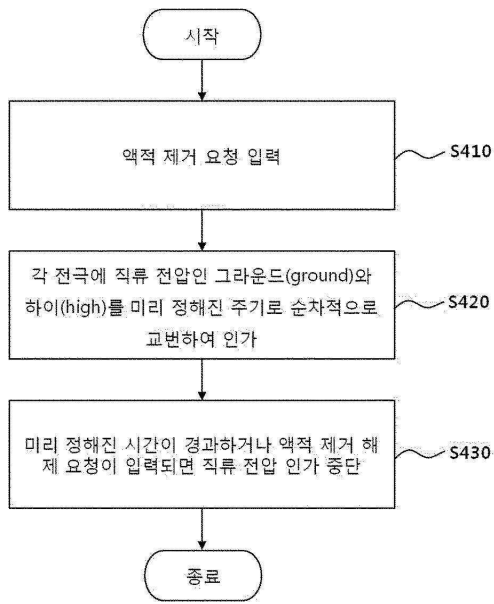 시작
액적 제거 요청 입력
S410
각 전극에 직류 전압인 그라운드(ground)와
하이(high)를 미리 정해진 주기로 순차적으로
교번하여 인가
S420
미리 정해진 시간이 경과하거나 액적 제거 해
제 요청이 입력되면 직류 전압 인가 중단
S430
종료